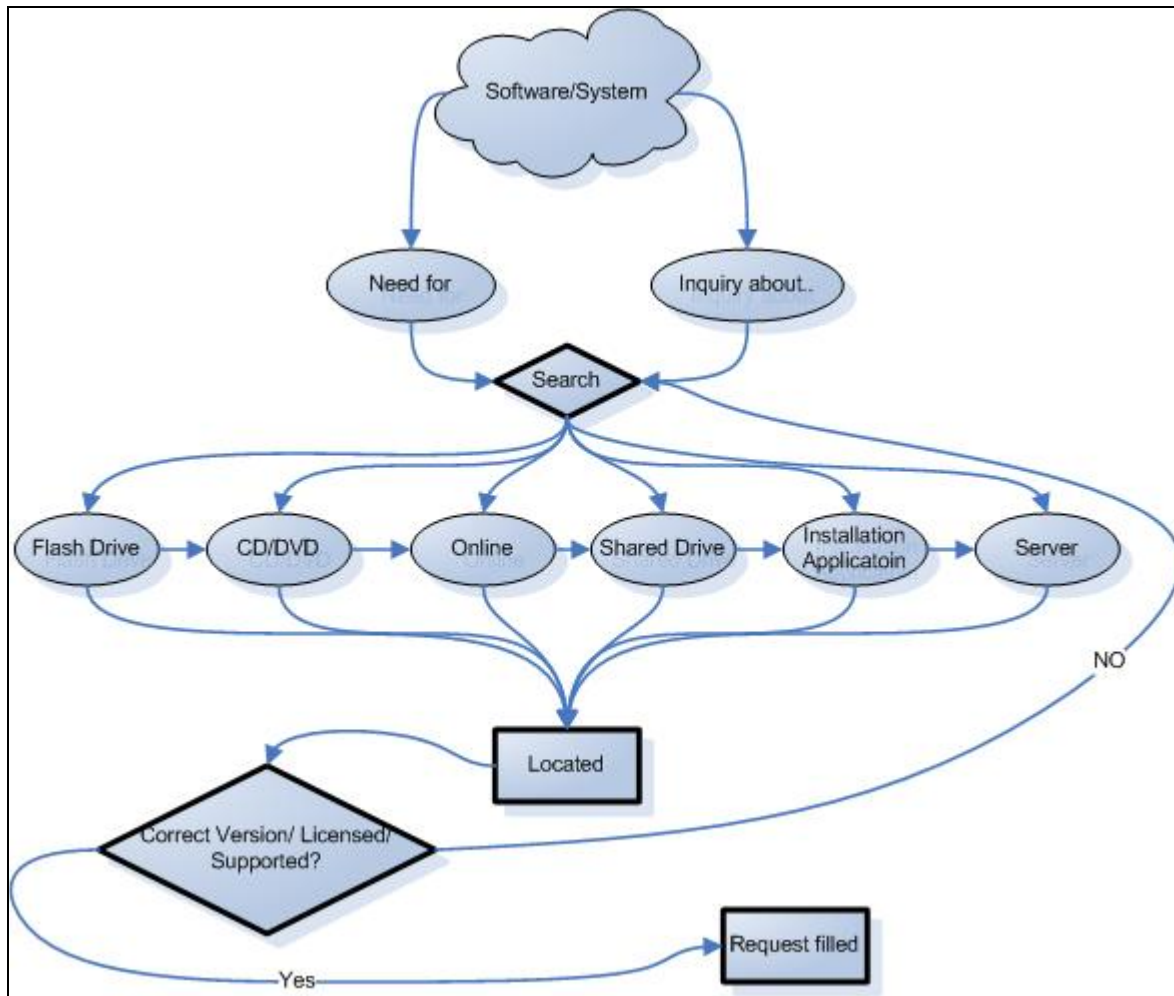 Software/System
Need for
Inquiry about..
Search
Flash Drive
CD/DVD
Online
Shared Drive
Installation
Applicatoin
Server
NO
Located
Correct Version/ Licensed/
Supported?
Request filled
Yes